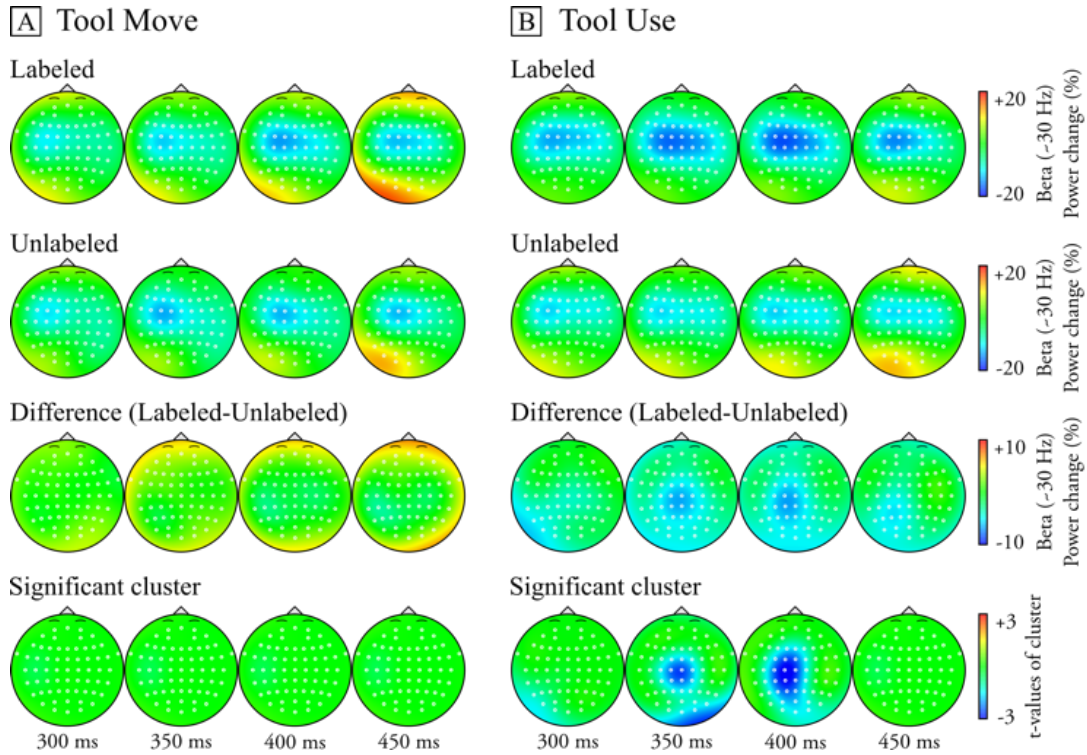 A Tool Move
B Tool Use
Labeled
Labeled
+20
-20
Beta (~30 Hz)
Power change (%)
Unlabeled
Unlabeled
+20
-20
Beta (~30 Hz)
Power change (%)
Difference (Labeled-Unlabeled)
Difference (Labeled-Unlabeled)
+10
-10
Beta (~30 Hz)
Power change (%)
Significant cluster
Significant cluster
+3
-3
t-values of cluster
300 ms 350 ms 400 ms 450 ms
300 ms 350 ms 400 ms 450 ms